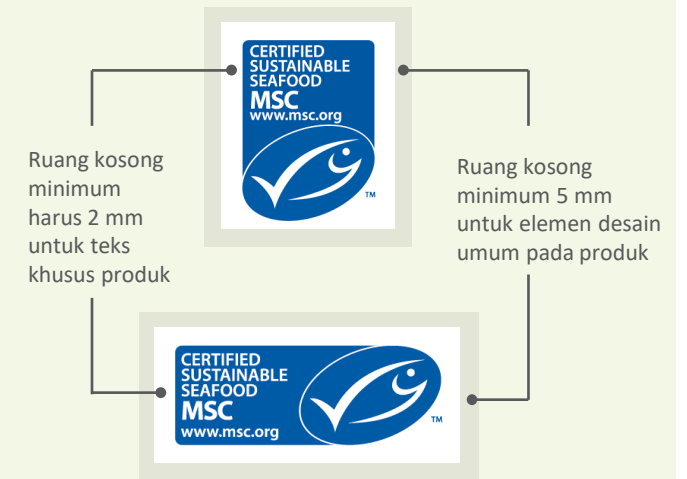 CERTIFIED
SUSTAINABLE
SEAFOOD
MSC
www.msc.org
TM
Ruang kosong
minimum
harus 2 mm
untuk teks
khusus produk
Ruang kosong
minimum 5 mm
untuk elemen desain
umum pada produk
CERTIFIED
SUSTAINABLE
SEAFOOD
MSC
www.msc.org
TM